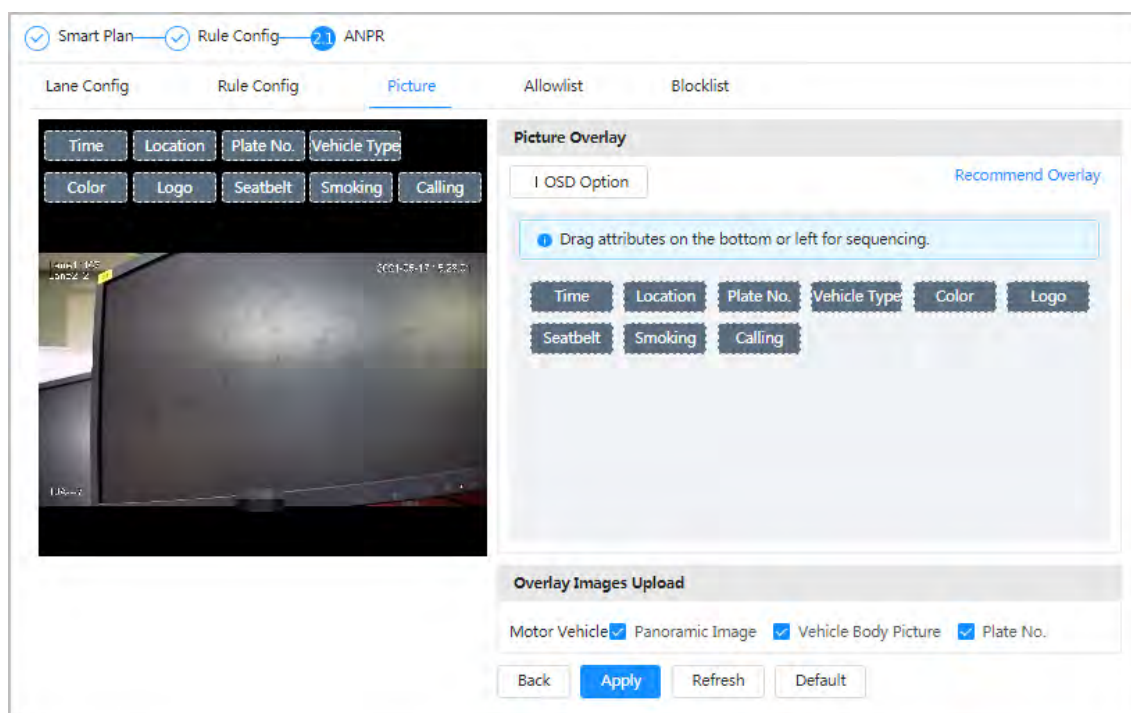 Smart Plan Rule Config 2.1 ANPR
Lane Config Rule Config Picture Allowlist Blocklist
Time Location Plate No. Vehicle Type
Color Logo Seatbelt Smoking Calling
Picture Overlay
I OSD Option Recommend Overlay
Drag attributes on the bottom or left for sequencing.
Time Location Plate No. Vehicle Type Color Logo
Seatbelt Smoking Calling
Overlay Images Upload
Motor Vehicle Panoramic Image Vehicle Body Picture Plate No.
Back Apply Refresh Default